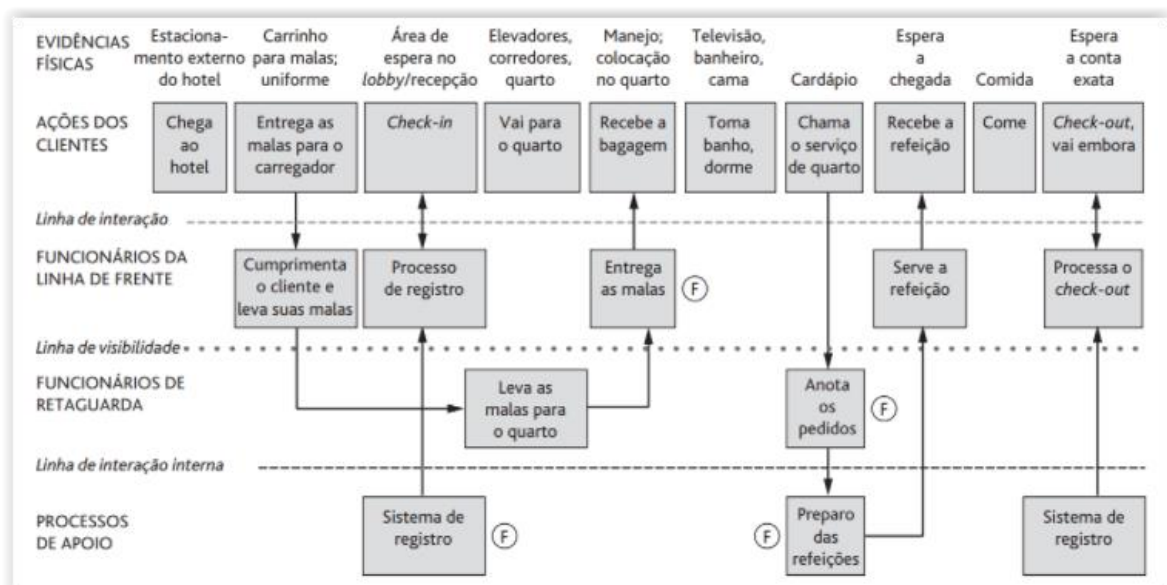 EVIDÊNCIAS
FÍSICAS
Estaciona-
mento externo
do hotel
Carrinho
para malas;
uniforme
Área de
espera no
lobby/recepção
Elevadores,
corredores,
quarto
Manejo;
colocação
no quarto
Televisão,
banheiro,
cama
Cardápio
Espera
a
chegada
Comida
Espera
a conta
exata
AÇÕES DOS
CLIENTES
Chega
ao
hotel
Entrega as
malas para o
carregador
Check-in
Vai para
o quarto
Recebe a
bagagem
Toma
banho,
dorme
Chama
o serviço
de quarto
Recebe a
refeição
Come
Check-out,
vai embora
Linha de interação
FUNCIONÁRIOS DA
LINHA DE FRENTE
Cumprimenta
o cliente e
leva suas malas
Processo
de registro
Entrega
as malas
F
Serve a
refeição
Processa o
check-out
Linha de visibilidade
FUNCIONÁRIOS DE
RETAGUARDA
Leva as
malas para
o quarto
Anota
os
pedidos
F
Linha de interação interna
PROCESSOS
DE APOIO
Sistema de
registro
F
F
Preparo
das
refeições
Sistema de
registro